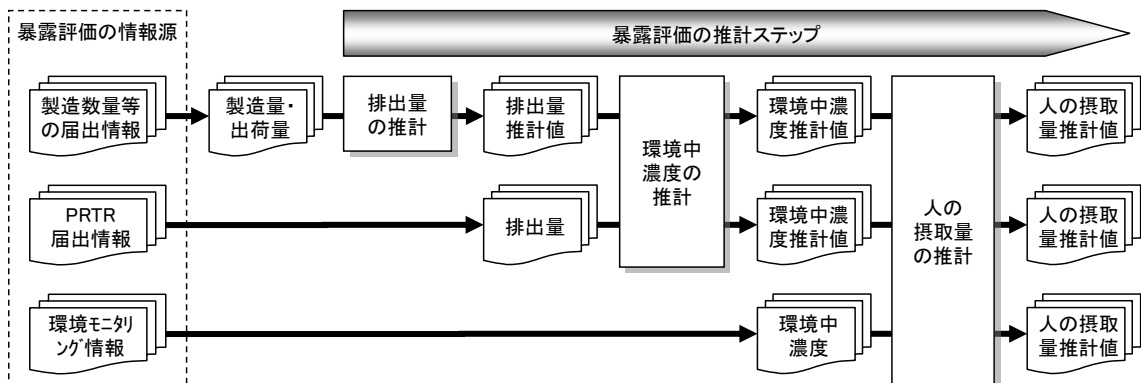 暴露評価の情報源
暴露評価の推計ステップ
製造数量等
の届出情報
製造量・
出荷量
排出量
の推計
排出量
推計値
環境中
濃度の
推計
環境中濃
度推計値
人の
摂取量
の推計
人の摂取
量推計値
PRTR
届出情報
排出量
環境中濃
度推計値
人の摂取
量推計値
環境ﾓﾆﾀﾘ
ﾝｸﾞ情報
環境中
濃度
人の摂取
量推計値